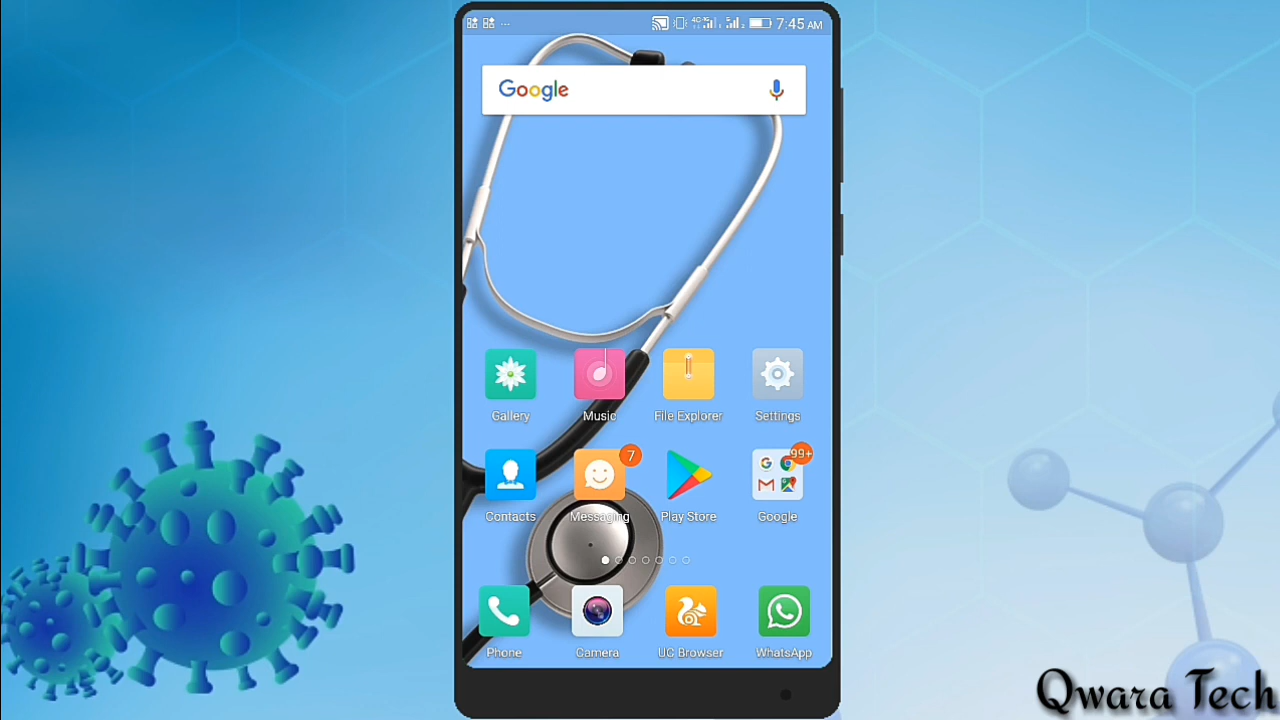 7:45 AM
Google
Gallery
Music
File Explorer
Settings
7
99+
Contacts
Messaging
Play Store
Google
Phone
Camera
UC Browser
WhatsApp
Qwara Tech